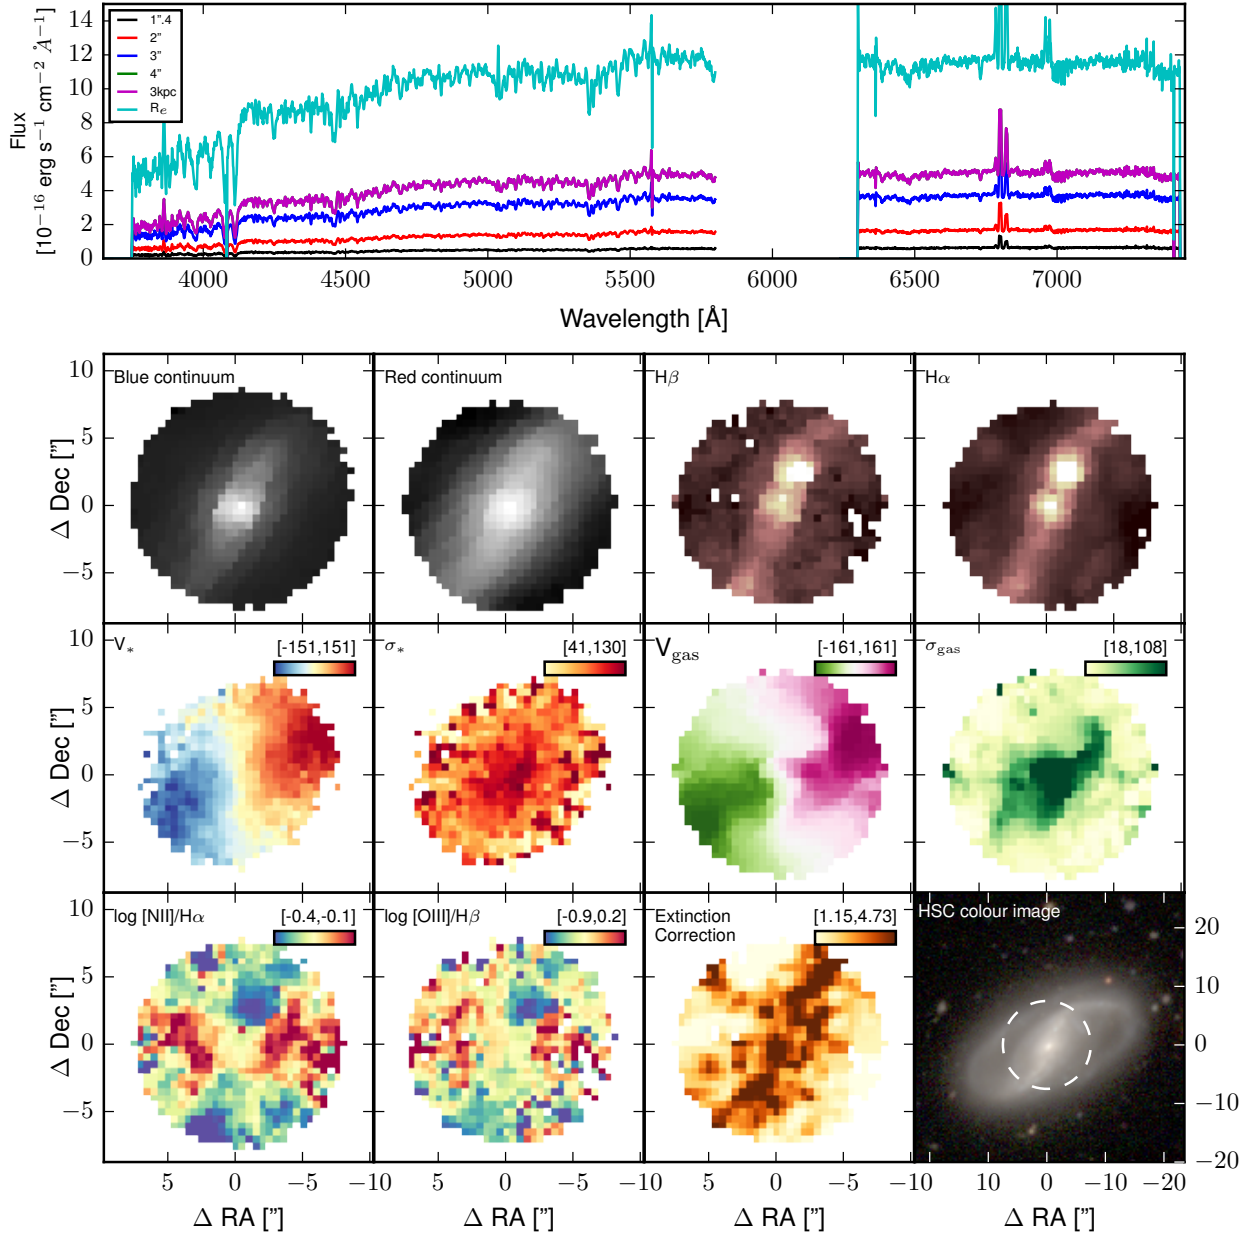 14
12
10
8
6
4
2
0
Flux
[10⁻¹⁶ erg s⁻¹ cm⁻² Å⁻¹]
1".4
2"
3"
4"
3kpc
Rₑ
4000 4500 5000 5500 6000 6500 7000
Wavelength [Å]
Blue continuum
Red continuum
Hβ
Hα
10
5
0
−5
Δ Dec ["]
V∗ [-151,151]
σ∗ [41,130]
V_gas [-161,161]
σ_gas [18,108]
10
5
0
−5
Δ Dec ["]
log [NII]/Hα [-0.4,-0.1]
log [OIII]/Hβ [-0.9,0.2]
Extinction [1.15,4.73]
Correction
HSC colour image
10
5
0
−5
Δ Dec ["]
20
10
0
−10
−20
5 0 −5 −10
5 0 −5 −10
5 0 −5 −10
20 10 0 −10 −20
Δ RA ["]
Δ RA ["]
Δ RA ["]
Δ RA ["]